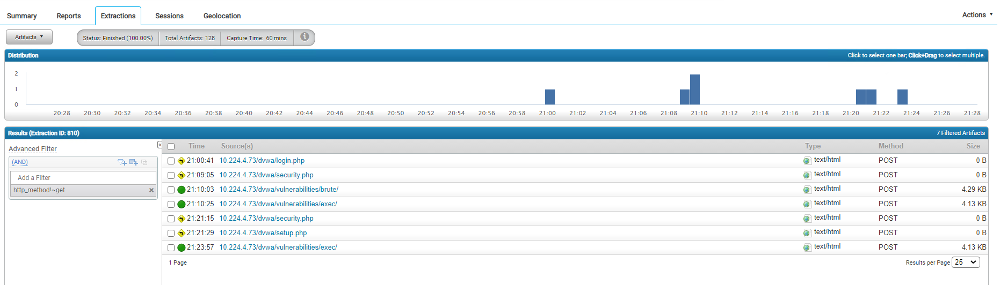 Summary Reports Extractions Sessions Geolocation Actions ▼
Artifacts ▼ Status: Finished (100.00%) Total Artifacts: 128 Capture Time: 60 mins i
Distribution Click to select one bar; Click+Drag to select multiple.
2
1
0
20:28 20:30 20:32 20:34 20:36 20:38 20:40 20:42 20:44 20:46 20:48 20:50 20:52 20:54 20:56 20:58 21:00 21:02 21:04 21:06 21:08 21:10 21:12 21:14 21:16 21:18 21:20 21:22 21:24 21:26 21:28
Results (Extraction ID: 810) 7 Filtered Artifacts
Advanced Filter «
(AND)
Add a Filter
http_method!~get ×
Time Source(s) Type Method Size
21:00:41 10.224.4.73/dvwa/login.php text/html POST 0 B
21:09:05 10.224.4.73/dvwa/security.php text/html POST 0 B
21:10:03 10.224.4.73/dvwa/vulnerabilities/brute/ text/html POST 4.29 KB
21:10:25 10.224.4.73/dvwa/vulnerabilities/exec/ text/html POST 4.13 KB
21:21:15 10.224.4.73/dvwa/security.php text/html POST 0 B
21:21:29 10.224.4.73/dvwa/setup.php text/html POST 0 B
21:23:57 10.224.4.73/dvwa/vulnerabilities/exec/ text/html POST 4.13 KB
1 Page Results per Page 25